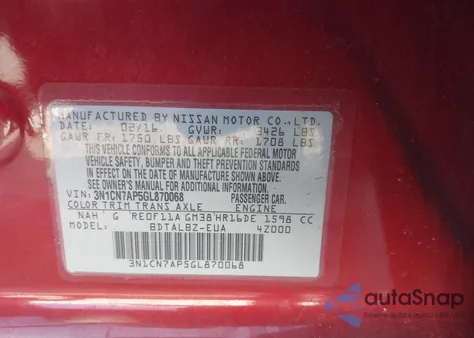 MANUFACTURED BY NISSAN MOTOR CO.,LTD.
DATE: 02/16 GVWR: 3426 LBS
GAWR FR: 1750 LBS GAWR RR: 1708 LBS
THIS VEHICLE CONFORMS TO ALL APPLICABLE FEDERAL MOTOR
VEHICLE SAFETY, BUMPER AND THEFT PREVENTION STANDARDS
IN EFFECT ON THE DATE OF MANUFACTURE SHOWN ABOVE.
SEE OWNER'S MANUAL FOR ADDITIONAL INFORMATION.
PASSENGER CAR
VIN: 3N1CN7AP5GL870068
COLOR TRIM TRANS AXLE ENGINE
NAH G RE0F11A GM38 HR16DE 1598 CC
MODEL: BDTALBZ-EUA 4Z000
3N1CN7AP5GL870068
autoSnap